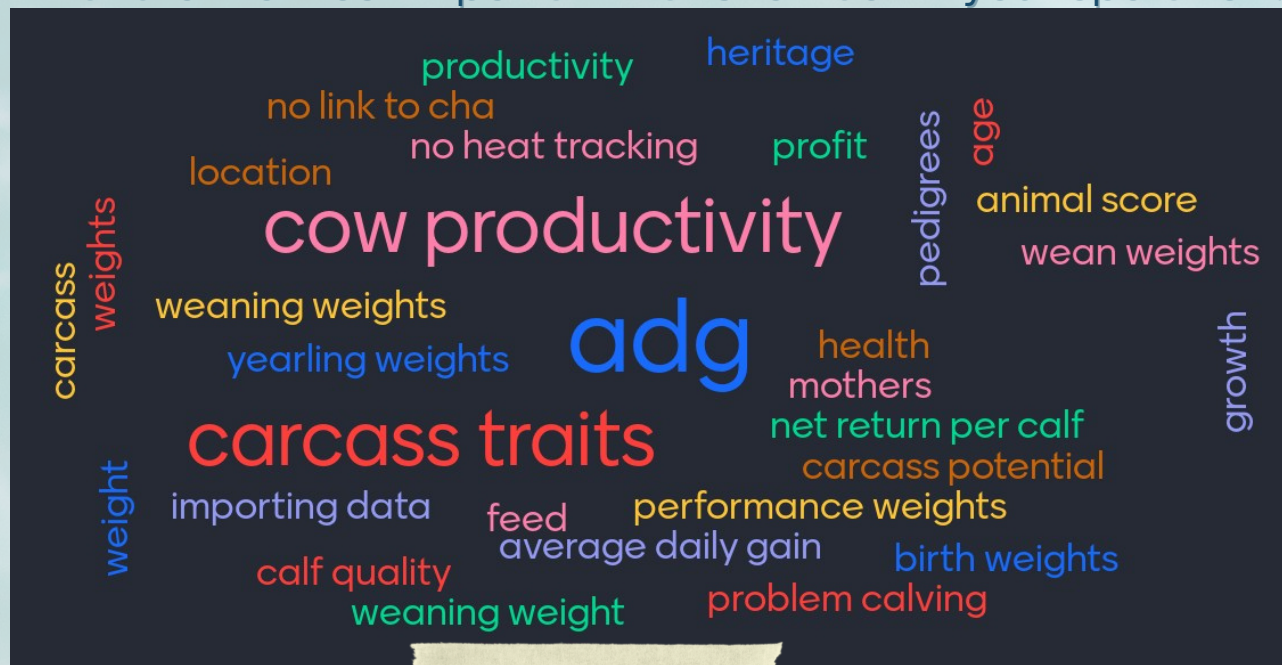 productivity
heritage
no link to cha
no heat tracking
profit
pedigrees
age
location
animal score
cow productivity
wean weights
weights
carcass
weaning weights
adg
yearling weights
health
mothers
growth
carcass traits
net return per calf
carcass potential
weight
importing data
feed
performance weights
average daily gain
birth weights
calf quality
problem calving
weaning weight